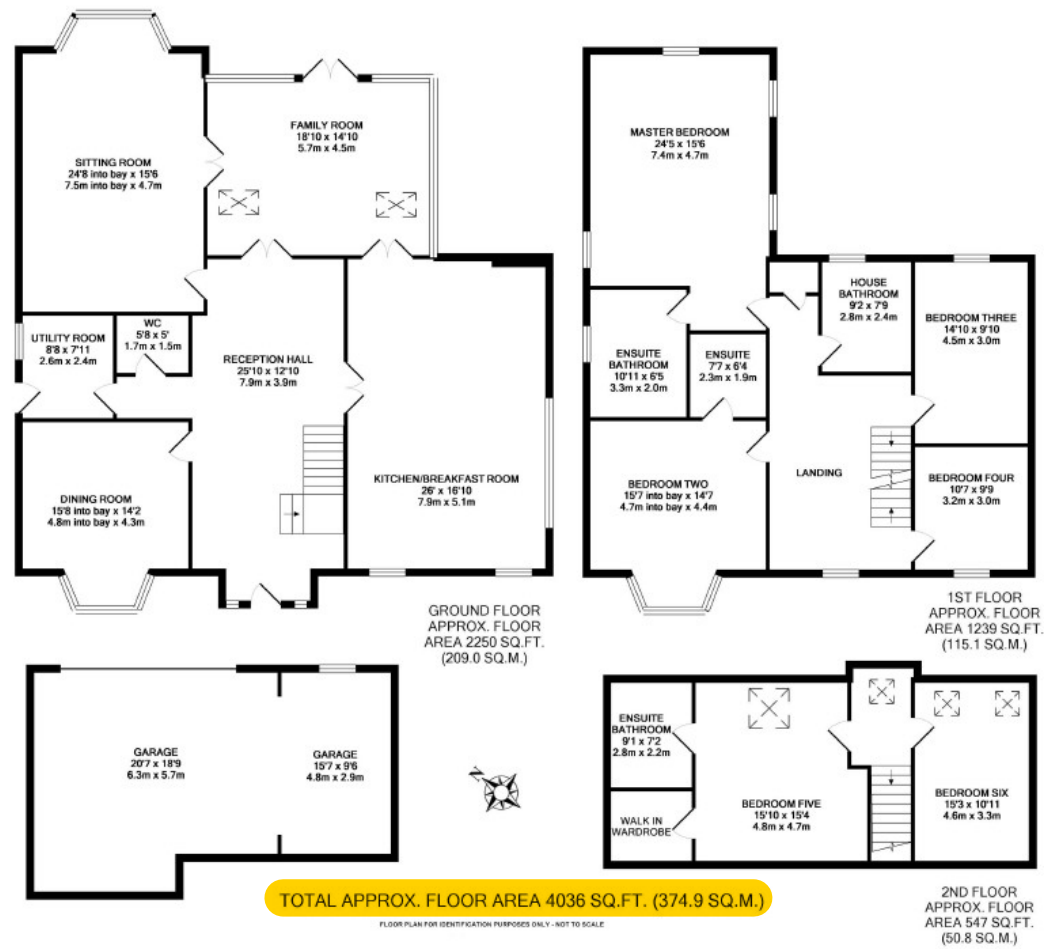 FAMILY ROOM
18'10 x 14'10
5.7m x 4.5m
SITTING ROOM
24'8 into bay x 15'6
7.5m into bay x 4.7m
WC
5'8 x 5'
1.7m x 1.5m
UTILITY ROOM
8'8 x 7'11
2.6m x 2.4m
RECEPTION HALL
25'10 x 12'10
7.9m x 3.9m
KITCHEN/BREAKFAST ROOM
26' x 16'10
7.9m x 5.1m
DINING ROOM
15'8 into bay x 14'2
4.8m into bay x 4.3m
GROUND FLOOR
APPROX. FLOOR
AREA 2250 SQ.FT.
(209.0 SQ.M.)
MASTER BEDROOM
24'5 x 15'6
7.4m x 4.7m
HOUSE
BATHROOM
9'2 x 7'9
2.8m x 2.4m
BEDROOM THREE
14'10 x 9'10
4.5m x 3.0m
ENSUITE
BATHROOM
10'11 x 6'5
3.3m x 2.0m
ENSUITE
7'7 x 6'4
2.3m x 1.9m
LANDING
BEDROOM TWO
15'7 into bay x 14'7
4.7m into bay x 4.4m
BEDROOM FOUR
10'7 x 9'9
3.2m x 3.0m
1ST FLOOR
APPROX. FLOOR
AREA 1239 SQ.FT.
(115.1 SQ.M.)
GARAGE
20'7 x 18'9
6.3m x 5.7m
GARAGE
15'7 x 9'6
4.8m x 2.9m
N
ENSUITE
BATHROOM
9'1 x 7'2
2.8m x 2.2m
WALK IN
WARDROBE
BEDROOM FIVE
15'10 x 15'4
4.8m x 4.7m
BEDROOM SIX
15'3 x 10'11
4.6m x 3.3m
2ND FLOOR
APPROX. FLOOR
AREA 547 SQ.FT.
(50.8 SQ.M.)
TOTAL APPROX. FLOOR AREA 4036 SQ.FT. (374.9 SQ.M.)
FLOOR PLAN FOR IDENTIFICATION PURPOSES ONLY - NOT TO SCALE